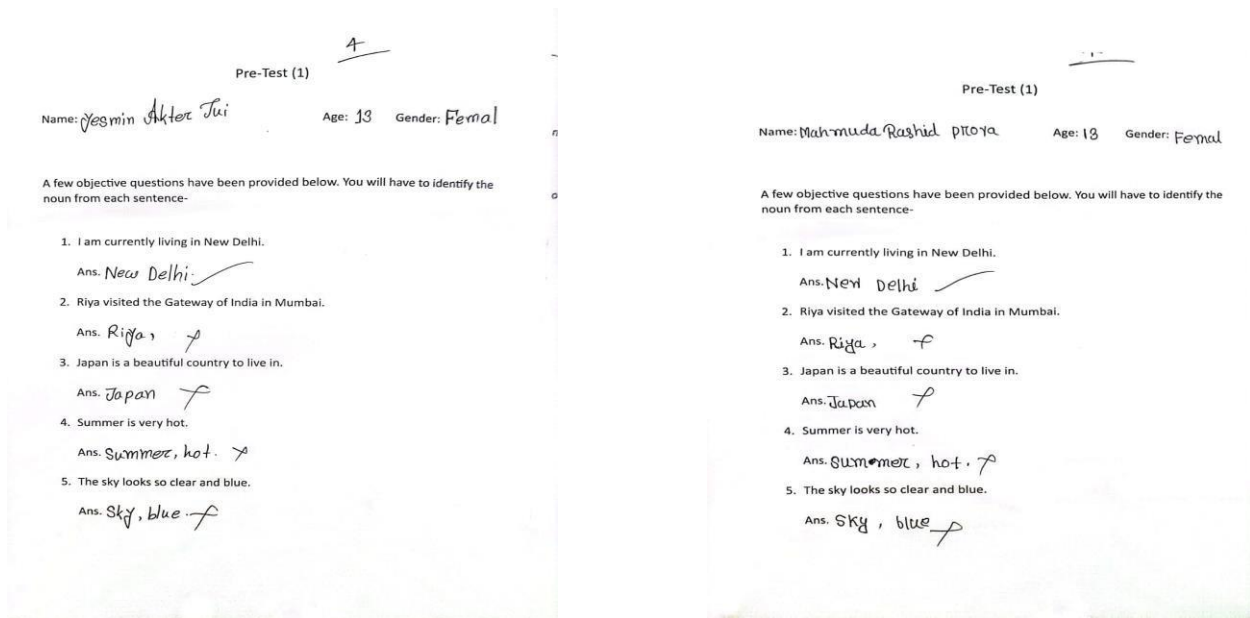 4
Pre-Test (1)
Name: Yesmin Akter Jui Age: 13 Gender: Femal
A few objective questions have been provided below. You will have to identify the
noun from each sentence-
1. I am currently living in New Delhi.
Ans. New Delhi.
2. Riya visited the Gateway of India in Mumbai.
Ans. Riya,
3. Japan is a beautiful country to live in.
Ans. Japan
4. Summer is very hot.
Ans. Summer, hot.
5. The sky looks so clear and blue.
Ans. Sky, blue.
Pre-Test (1)
Name: Mahmuda Rashid proya Age: 13 Gender: Femal
A few objective questions have been provided below. You will have to identify the
noun from each sentence-
1. I am currently living in New Delhi.
Ans. New Delhi
2. Riya visited the Gateway of India in Mumbai.
Ans. Riya,
3. Japan is a beautiful country to live in.
Ans. Japan
4. Summer is very hot.
Ans. Summer, hot.
5. The sky looks so clear and blue.
Ans. Sky, blue